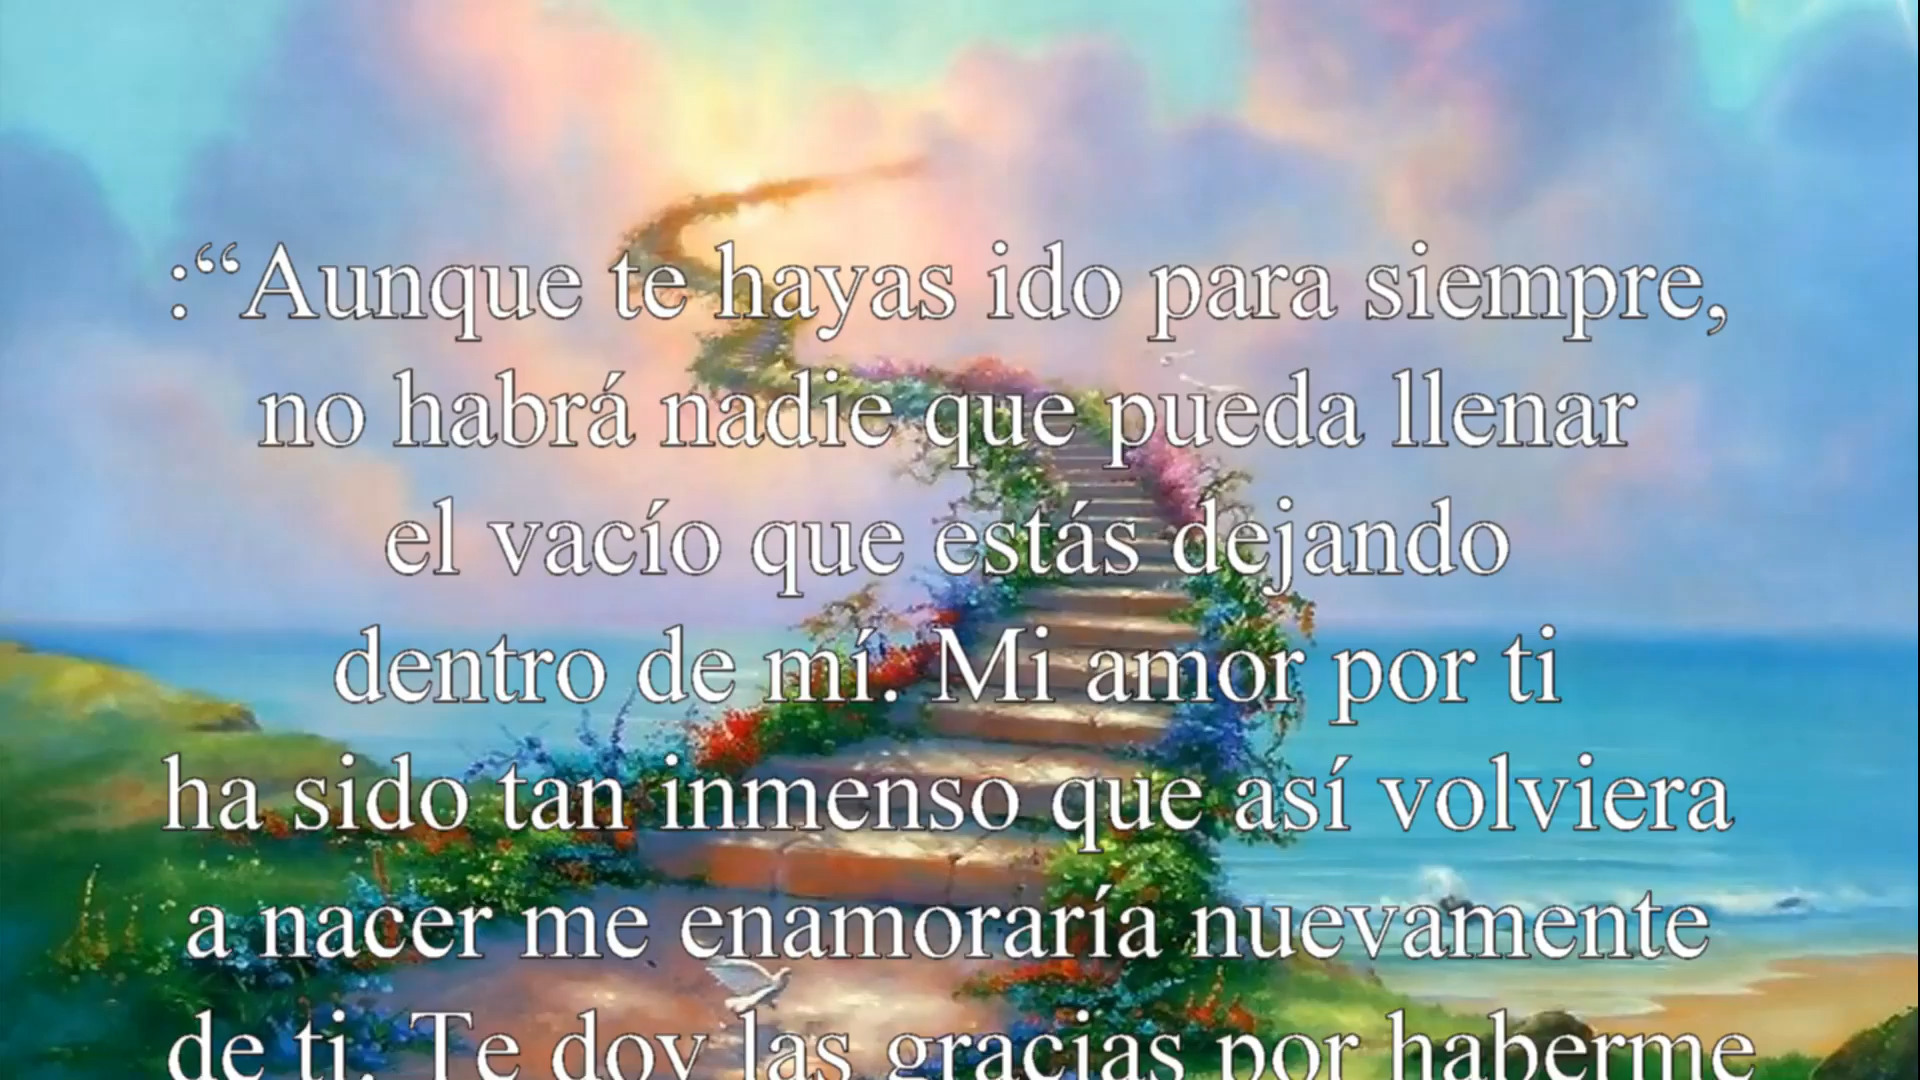 :“Aunque te hayas ido para siempre,
no habrá nadie que pueda llenar
el vacío que estás dejando
dentro de mí. Mi amor por ti
ha sido tan inmenso que así volviera
a nacer me enamoraría nuevamente
de ti. Te doy las gracias por haberme